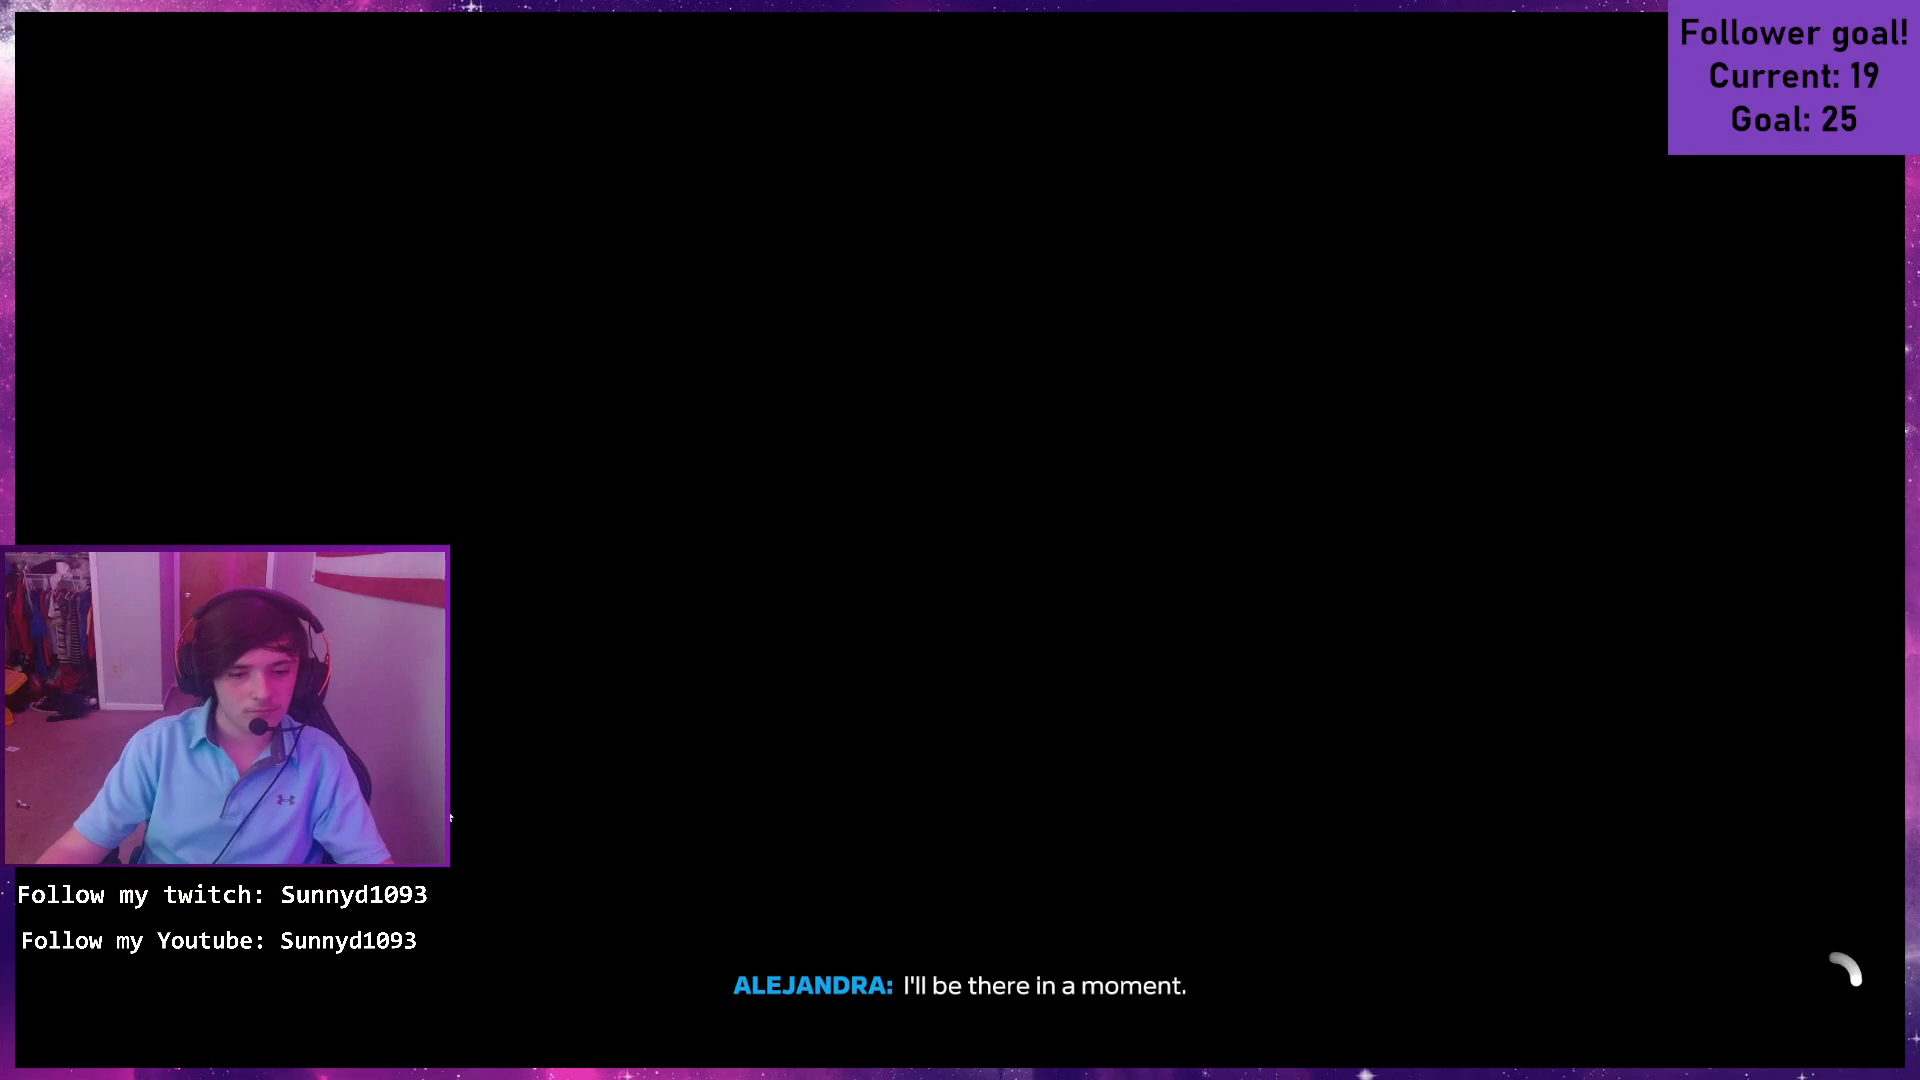 Follower goal!
Current: 19
Goal: 25
Follow my twitch: Sunnyd1093
Follow my Youtube: Sunnyd1093
ALEJANDRA: I'll be there in a moment.